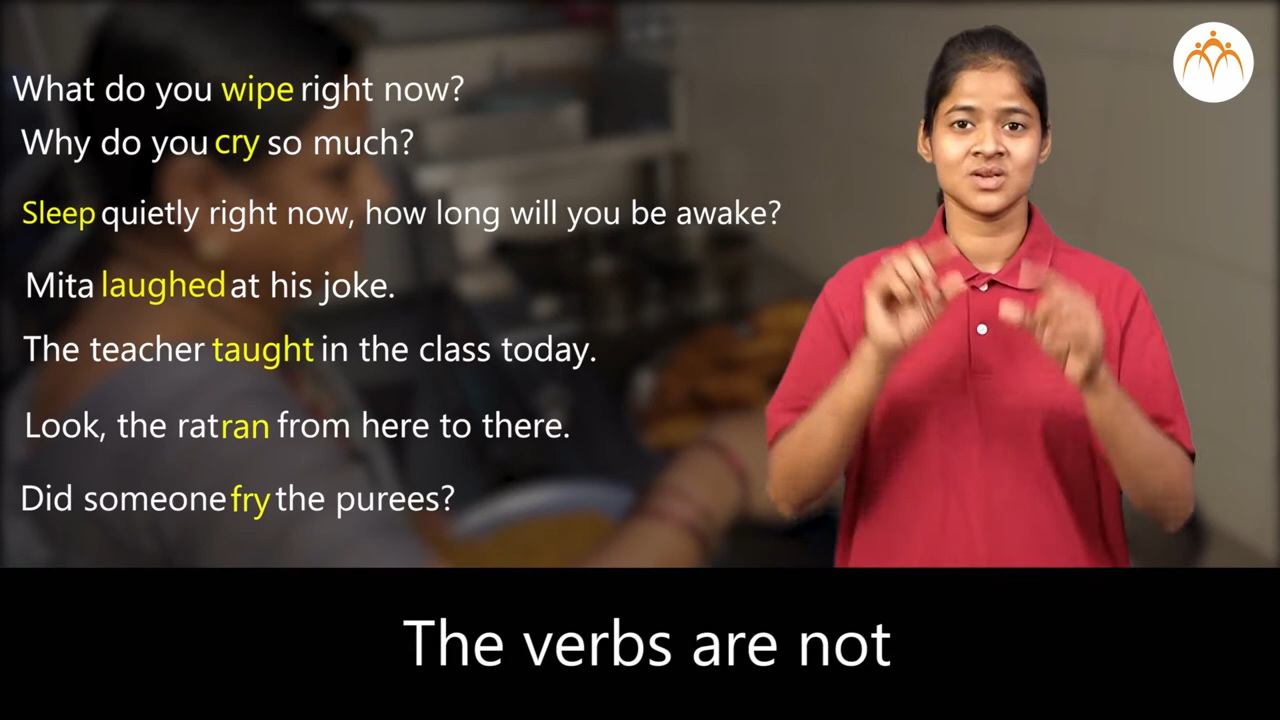 What do you wipe right now?
Why do you cry so much?
Sleep quietly right now, how long will you be awake?
Mita laughed at his joke.
The teacher taught in the class today.
Look, the rat ran from here to there.
Did someone fry the purees?
The verbs are not